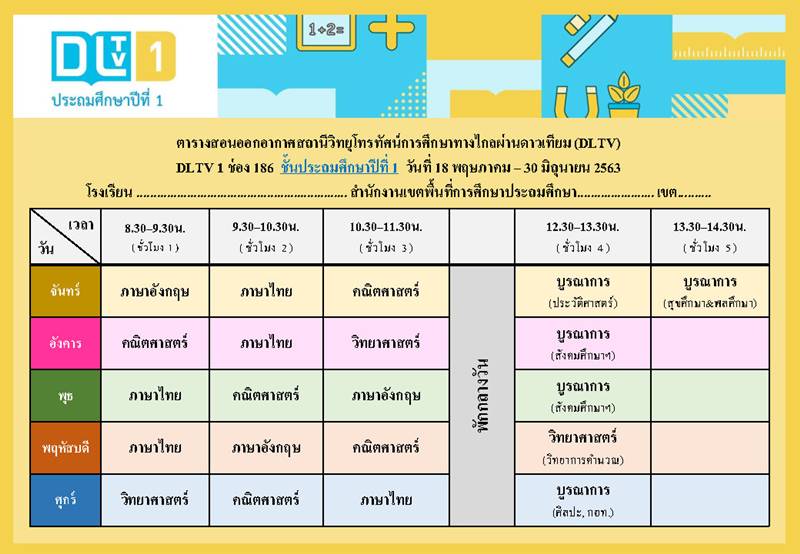 1+2=
DLTV 1
ประถมศึกษาปีที่ 1
ตารางสอนออกอากาศสถานีวิทยุโทรทัศน์การศึกษาทางไกลผ่านดาวเทียม (DLTV)
DLTV 1 ช่อง 186 ชั้นประถมศึกษาปีที่ 1 วันที่ 18 พฤษภาคม – 30 มิถุนายน 2563
โรงเรียน .................................................................. สำนักงานเขตพื้นที่การศึกษาประถมศึกษา........................ เขต..........
เวลา
วัน
8.30–9.30น. 9.30–10.30น. 10.30–11.30น. 12.30–13.30น. 13.30–14.30น.
(ชั่วโมง 1) (ชั่วโมง 2) (ชั่วโมง 3) (ชั่วโมง 4) (ชั่วโมง 5)
จันทร์ ภาษาอังกฤษ ภาษาไทย คณิตศาสตร์ บูรณาการ บูรณาการ
(ประวัติศาสตร์) (สุขศึกษา&พลศึกษา)
อังคาร คณิตศาสตร์ ภาษาไทย วิทยาศาสตร์ บูรณาการ
(สังคมศึกษาฯ)
พักกลางวัน
พุธ ภาษาไทย คณิตศาสตร์ ภาษาอังกฤษ บูรณาการ
(สังคมศึกษาฯ)
พฤหัสบดี ภาษาไทย ภาษาอังกฤษ คณิตศาสตร์ วิทยาศาสตร์
(วิทยาการคำนวณ)
ศุกร์ วิทยาศาสตร์ คณิตศาสตร์ ภาษาไทย บูรณาการ
(ศิลปะ, กอท.)